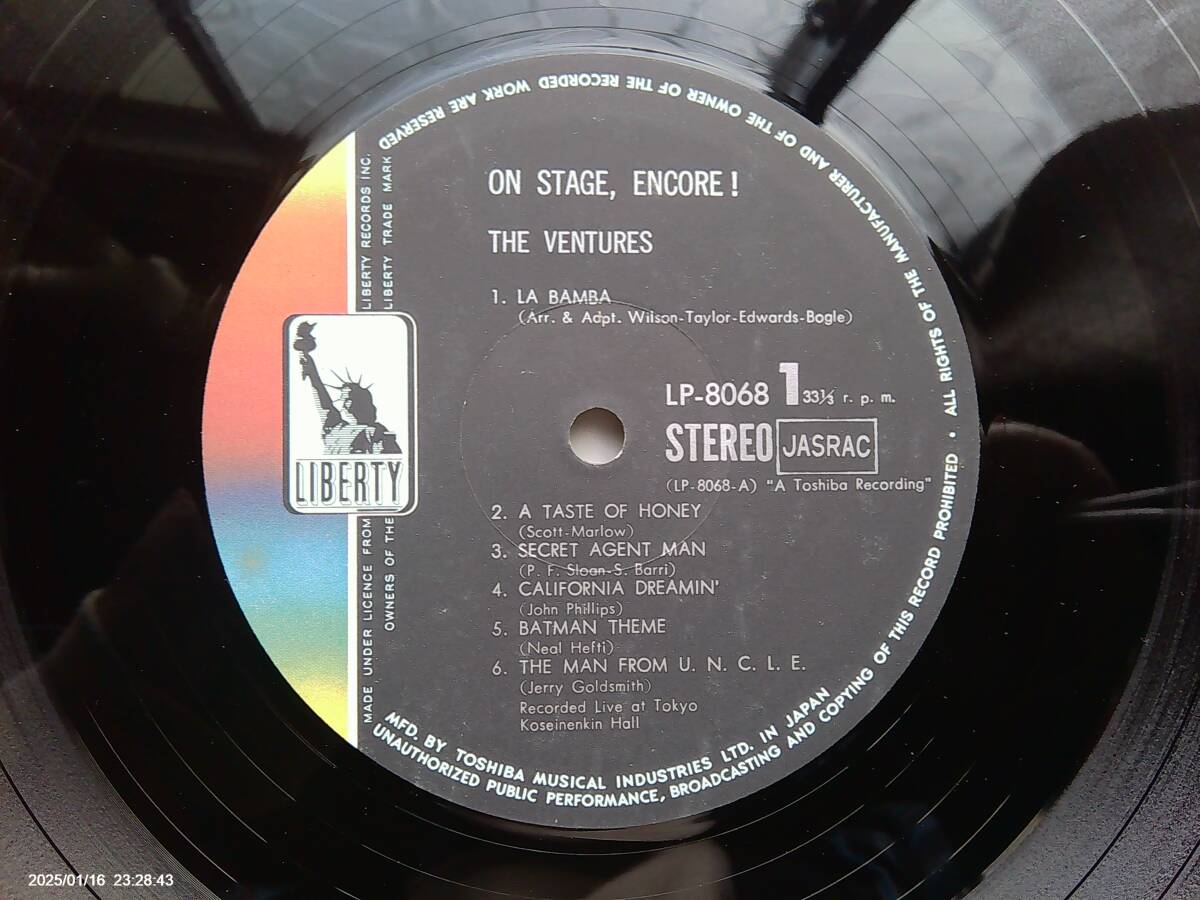 ON STAGE, ENCORE!
THE VENTURES
1. LA BAMBA
(Arr. & Adpt. Wilson-Taylor-Edwards-Bogle)
LP-8068 1 33⅓ r. p. m.
STEREO JASRAC
(LP-8068-A) "A Toshiba Recording"
2. A TASTE OF HONEY
(Scott-Marlow)
3. SECRET AGENT MAN
(P. F. Sloan-S. Barri)
4. CALIFORNIA DREAMIN'
(John Phillips)
5. BATMAN THEME
(Neal Hefti)
6. THE MAN FROM U. N. C. L. E.
(Jerry Goldsmith)
Recorded Live at Tokyo
Koseinenkin Hall
LIBERTY
MADE UNDER LICENCE FROM LIBERTY RECORDS INC.
OWNERS OF THE LIBERTY TRADE MARK
MFD. BY TOSHIBA MUSICAL INDUSTRIES LTD. IN JAPAN
UNAUTHORIZED PUBLIC PERFORMANCE, BROADCASTING AND COPYING OF THIS RECORD PROHIBITED • ALL RIGHTS OF THE MANUFACTURER AND OF THE OWNER OF THE RECORDED WORK ARE RESERVED
2025/01/16 23:28:43